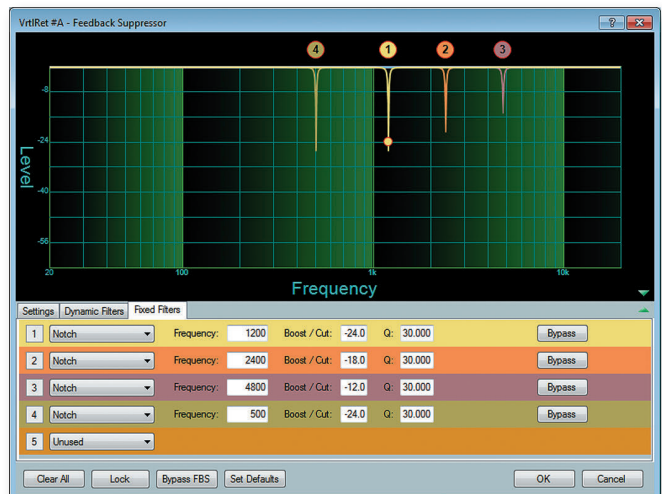 VrtlRet #A - Feedback Suppressor
?
4 1 2 3
-8
-24
-40
-56
Level
20 100 1k 10k
Frequency
Settings Dynamic Filters Fixed Filters
1 Notch Frequency: 1200 Boost / Cut: -24.0 Q: 30.000 Bypass
2 Notch Frequency: 2400 Boost / Cut: -18.0 Q: 30.000 Bypass
3 Notch Frequency: 4800 Boost / Cut: -12.0 Q: 30.000 Bypass
4 Notch Frequency: 500 Boost / Cut: -24.0 Q: 30.000 Bypass
5 Unused
Clear All Lock Bypass FBS Set Defaults OK Cancel